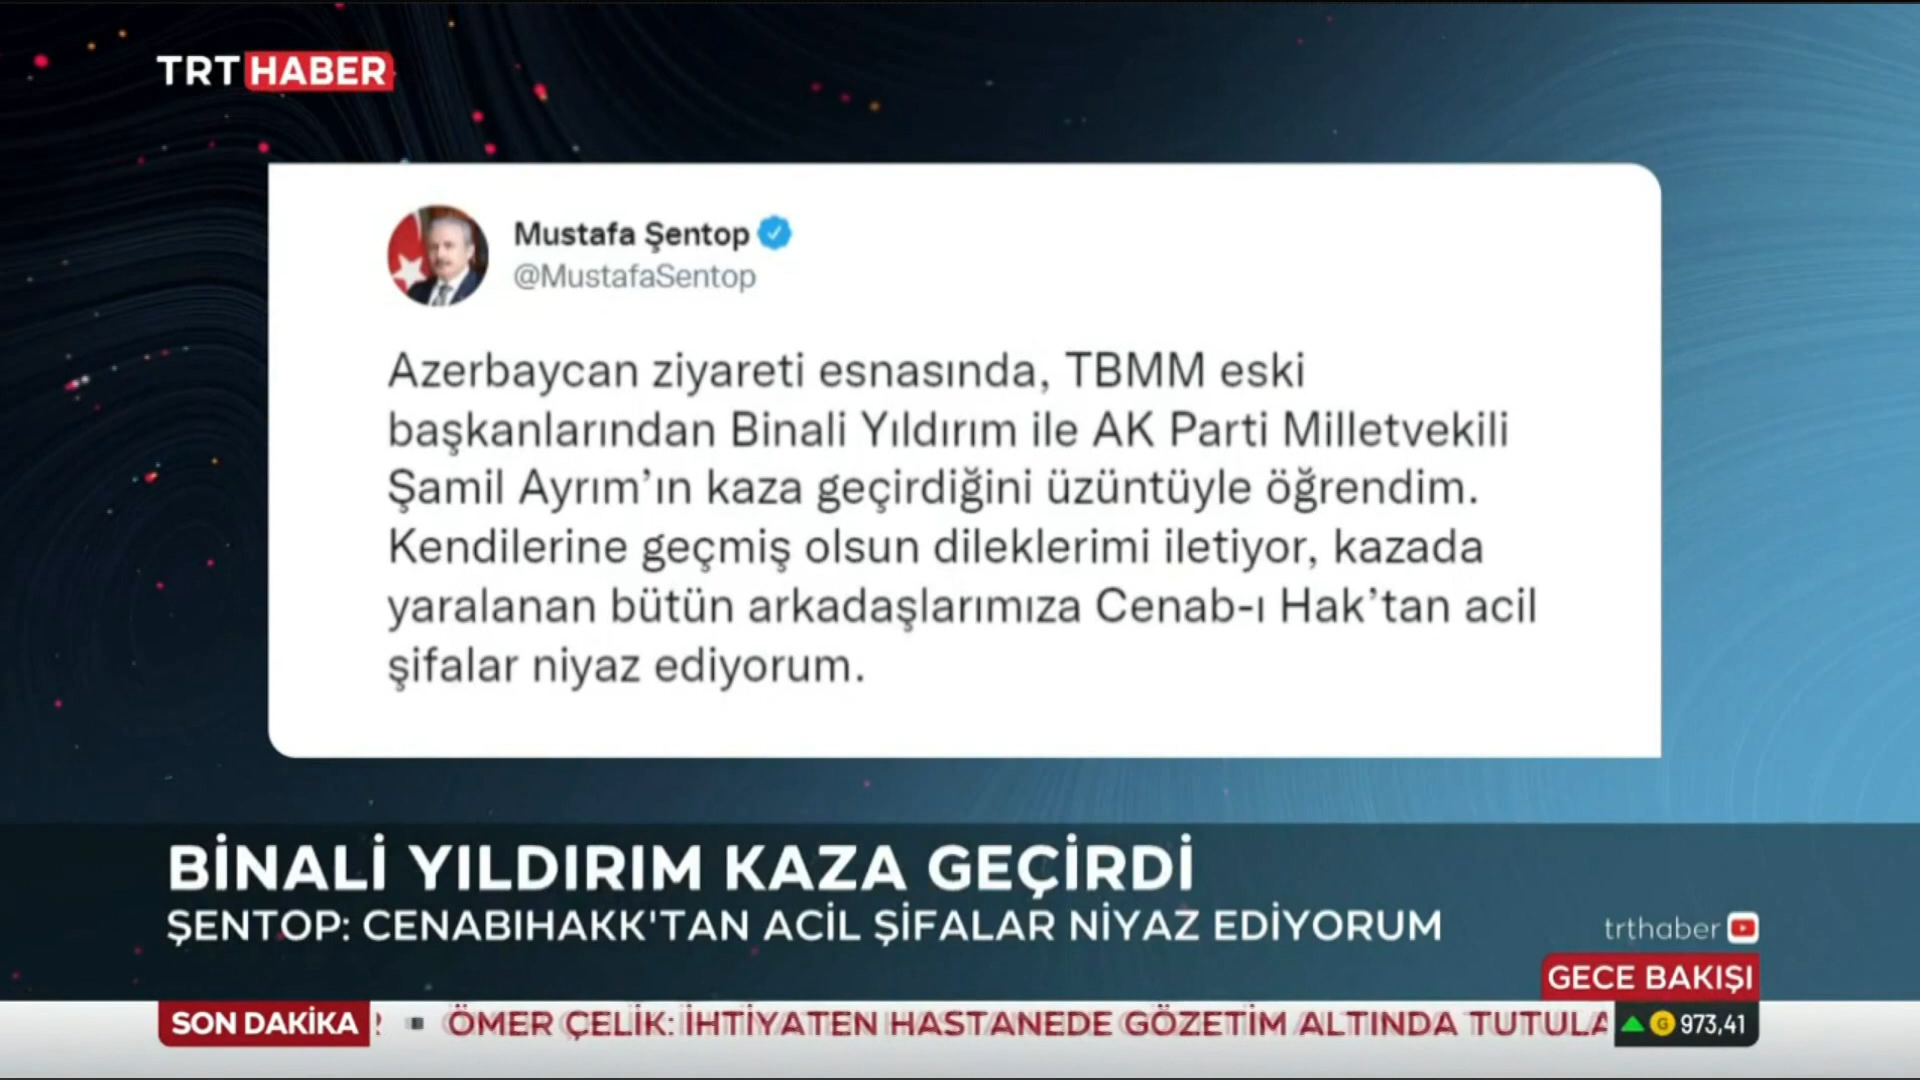 TRT HABER
Mustafa Şentop
@MustafaSentop
Azerbaycan ziyareti esnasında, TBMM eski
başkanlarından Binali Yıldırım ile AK Parti Milletvekili
Şamil Ayrım’ın kaza geçirdiğini üzüntüyle öğrendim.
Kendilerine geçmiş olsun dileklerimi iletiyor, kazada
yaralanan bütün arkadaşlarımıza Cenab-ı Hak’tan acil
şifalar niyaz ediyorum.
BİNALİ YILDIRIM KAZA GEÇİRDİ
ŞENTOP: CENABIHAKK'TAN ACİL ŞİFALAR NİYAZ EDİYORUM
trthaber
GECE BAKIŞI
SON DAKİKA ÖMER ÇELİK: İHTİYATEN HASTANEDE GÖZETİM ALTINDA TUTULA G 973,41